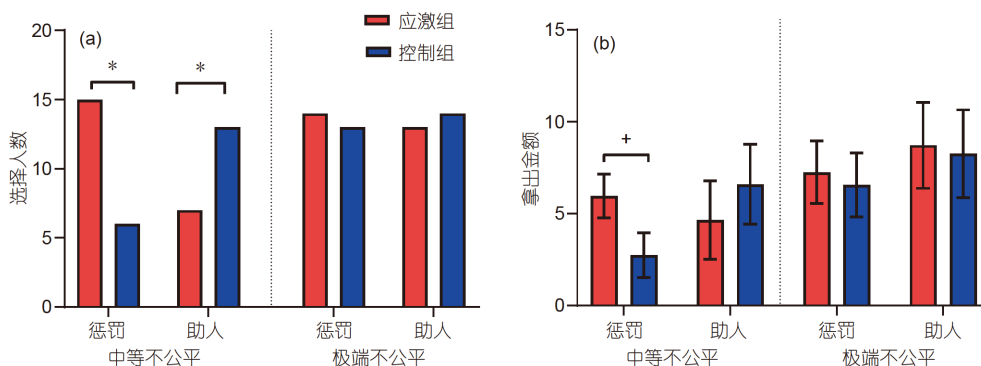 (a)
应激组
控制组
选择人数
20
15
10
5
0
*
*
惩罚
助人
惩罚
助人
中等不公平
极端不公平
(b)
拿出金额
15
10
5
0
+
惩罚
助人
惩罚
助人
中等不公平
极端不公平